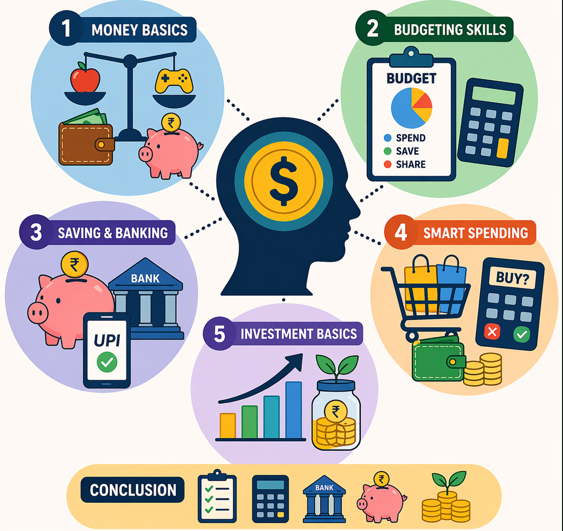 1 MONEY BASICS
₹
2 BUDGETING SKILLS
BUDGET
SPEND
SAVE
SHARE
$
3 SAVING & BANKING
₹
BANK
UPI
4 SMART SPENDING
BUY?
5 INVESTMENT BASICS
₹
CONCLUSION
BANK
₹